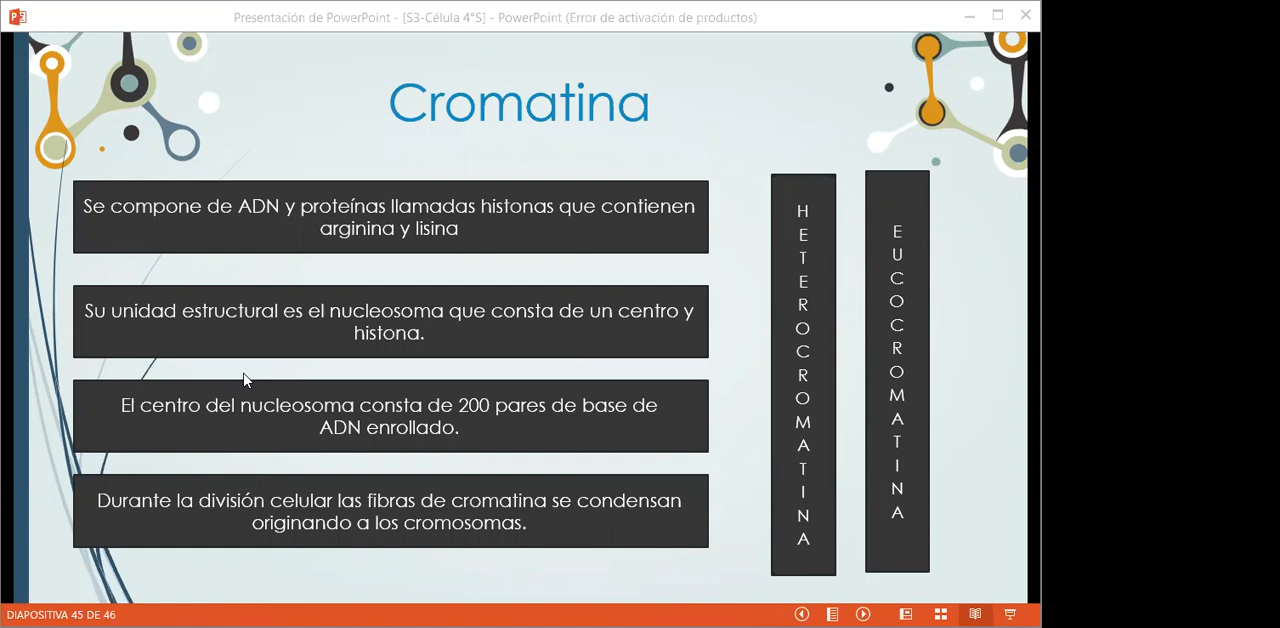 Presentación de PowerPoint - [S3-Célula 4°S] - PowerPoint (Error de activación de productos)
Cromatina
Se compone de ADN y proteínas llamadas histonas que contienen
arginina y lisina
Su unidad estructural es el nucleosoma que consta de un centro y
histona.
El centro del nucleosoma consta de 200 pares de base de
ADN enrollado.
Durante la división celular las fibras de cromatina se condensan
originando a los cromosomas.
HETEROCROMATINA
EUCOCROMATINA
DIAPOSITIVA 45 DE 46